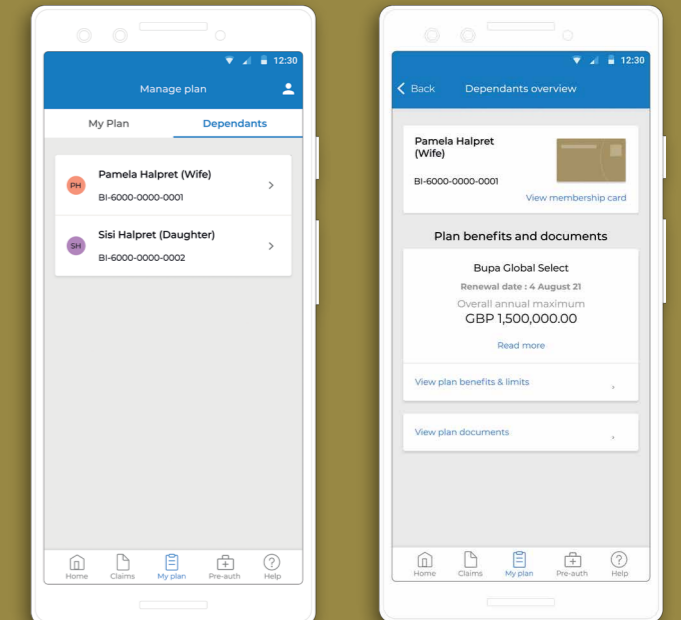 12:30
Manage plan
My Plan
Dependants
PH
Pamela Halpret (Wife)
BI-6000-0000-0001
SH
Sisi Halpret (Daughter)
BI-6000-0000-0002
Home
Claims
My plan
Pre-auth
Help
12:30
Back
Dependants overview
Pamela Halpret
(Wife)
BI-6000-0000-0001
View membership card
Plan benefits and documents
Bupa Global Select
Renewal date : 4 August 21
Overall annual maximum
GBP 1,500,000.00
Read more
View plan benefits & limits
View plan documents
Home
Claims
My plan
Pre-auth
Help